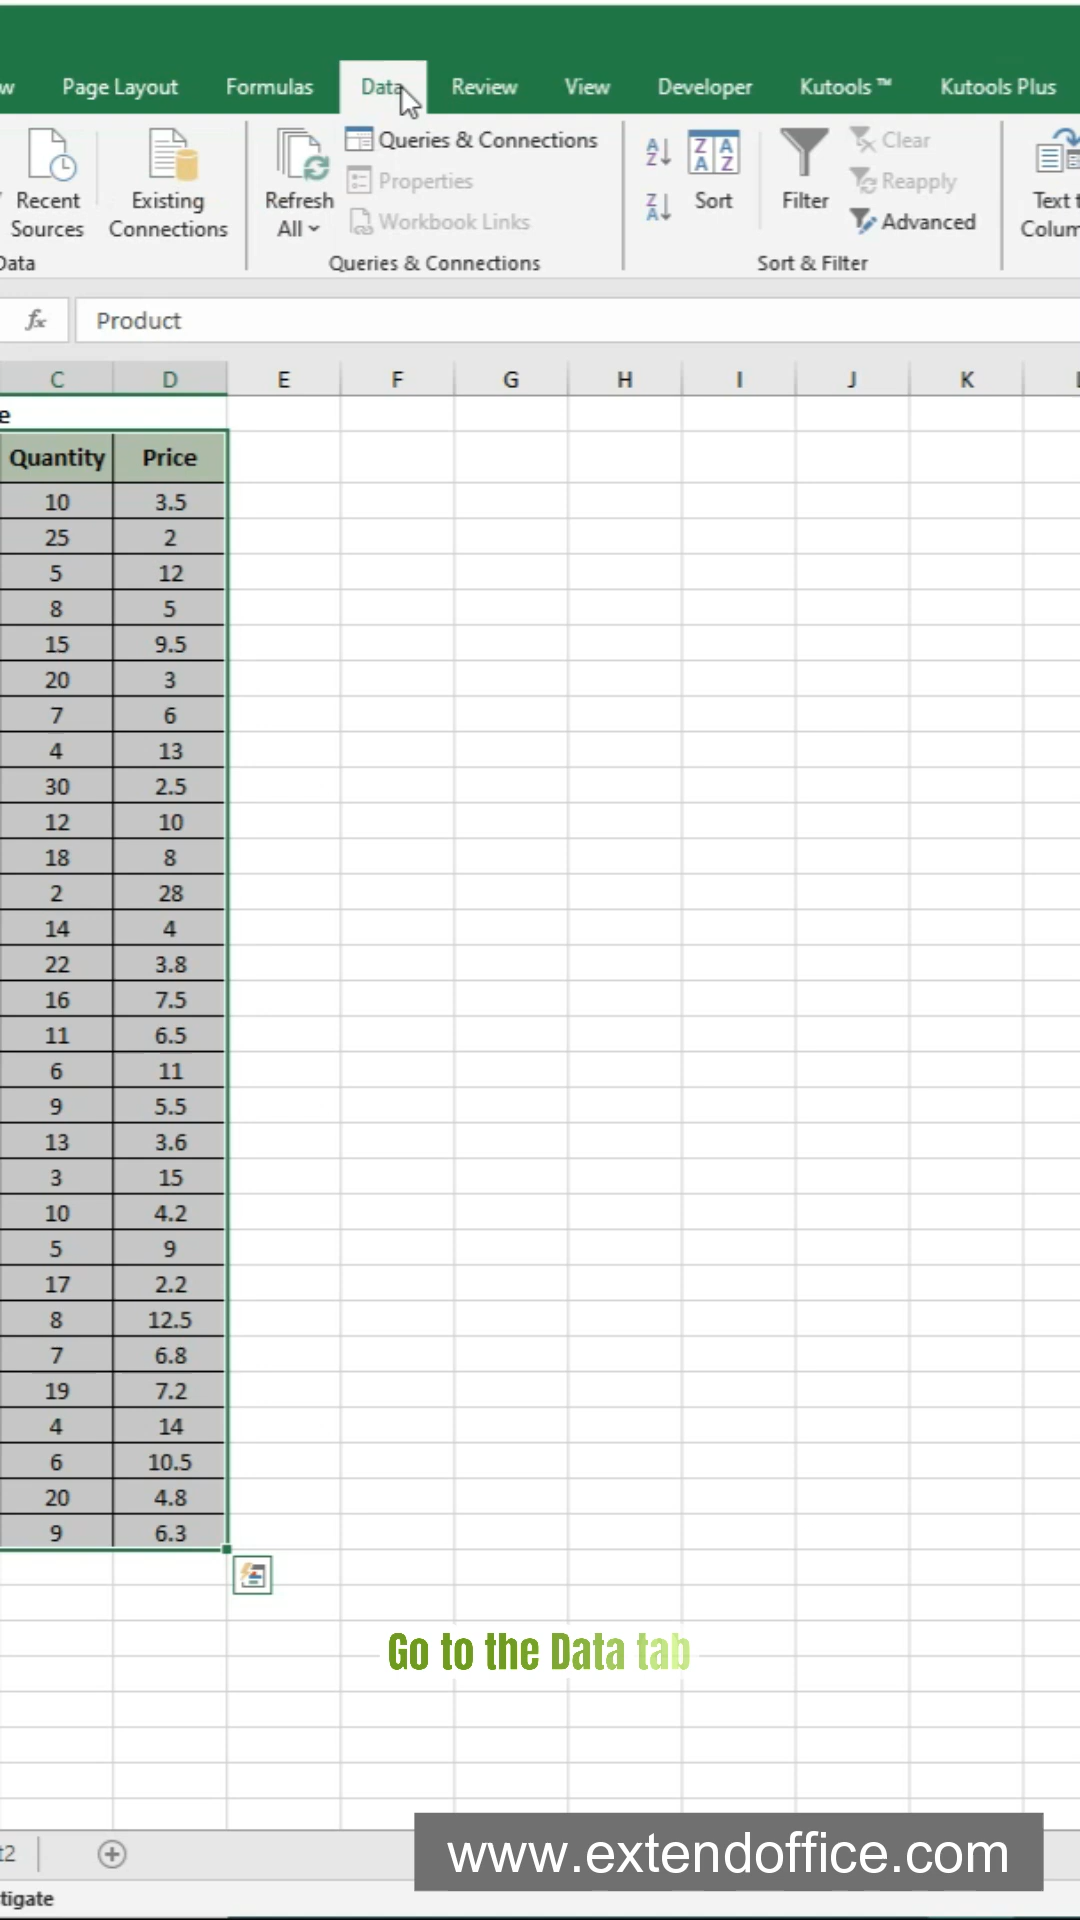 w Page Layout Formulas Data Review View Developer Kutools ™ Kutools Plus
Recent Sources
Existing Connections
Refresh All
Queries & Connections
Properties
Workbook Links
Sort
Filter
Clear
Reapply
Advanced
Text t
Colum
Data
Queries & Connections
Sort & Filter
fx Product
C D E F G H I J K
e
Quantity Price
10 3.5
25 2
5 12
8 5
15 9.5
20 3
7 6
4 13
30 2.5
12 10
18 8
2 28
14 4
22 3.8
16 7.5
11 6.5
6 11
9 5.5
13 3.6
3 15
10 4.2
5 9
17 2.2
8 12.5
7 6.8
19 7.2
4 14
6 10.5
20 4.8
9 6.3
Go to the Data tab
t2
www.extendoffice.com
tigate